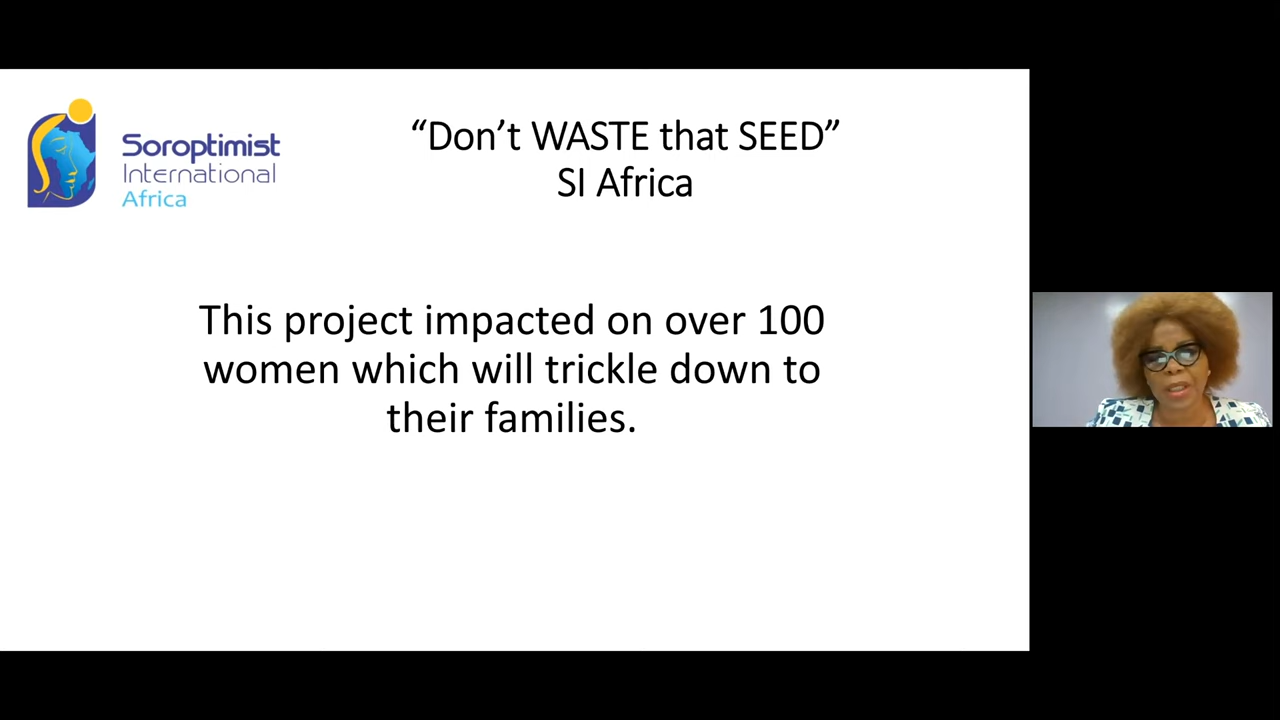 Soroptimist
International
Africa
“Don’t WASTE that SEED”
SI Africa
This project impacted on over 100
women which will trickle down to
their families.